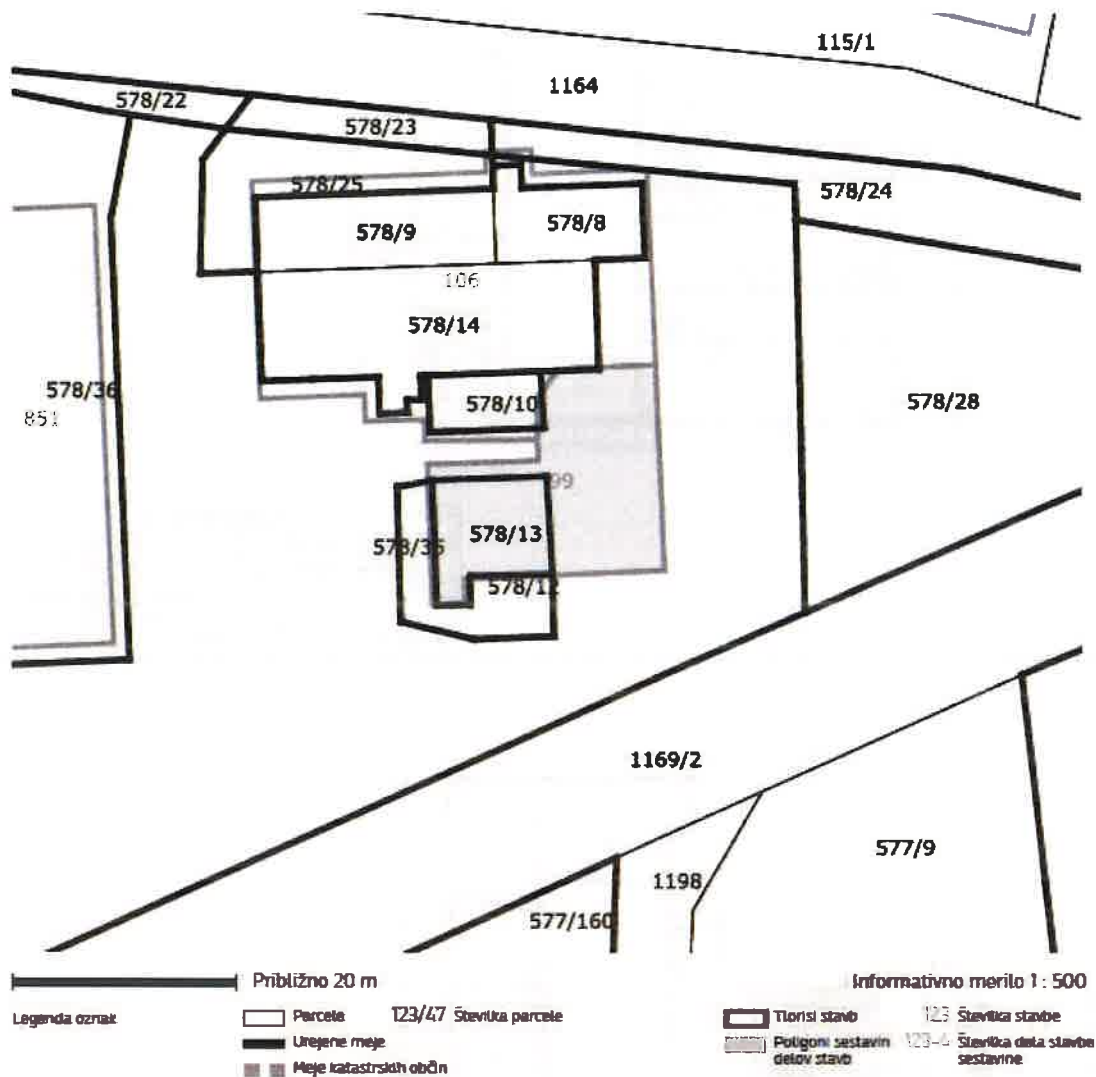 115/1
1164
578/22
578/23
578/25
578/24
578/9
578/8
106
578/14
578/36
851
578/10
578/28
99
578/13
578/35
578/12
1169/2
577/9
1198
577/160
Približno 20 m
Informativno merilo 1 : 500
Legenda oznak
Parcele
123/47 Številka parcele
Urejene meje
Meje katastrskih občin
Tlorisi stavb
123 Številka stavbe
Poligoni sestavin
delov stavb
Številka dela stavbe
sestavine